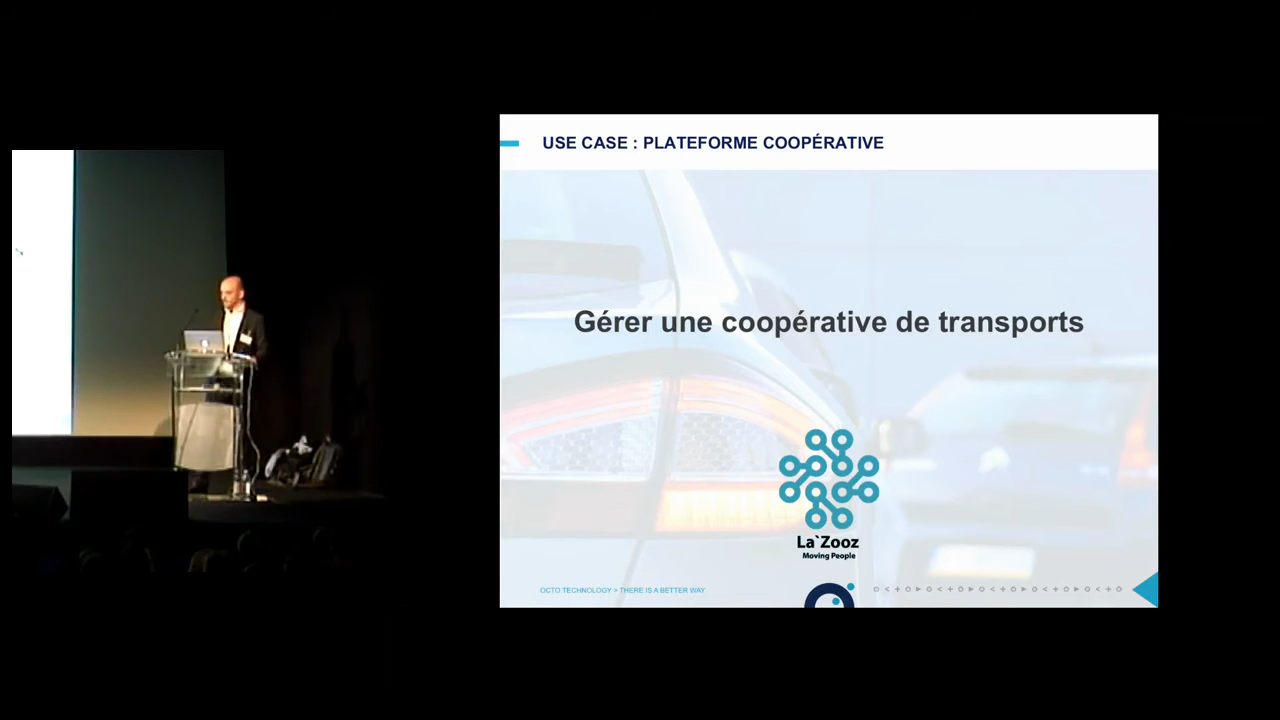 USE CASE : PLATEFORME COOPÉRATIVE
Gérer une coopérative de transports
La`Zooz
Moving People
OCTO TECHNOLOGY > THERE IS A BETTER WAY